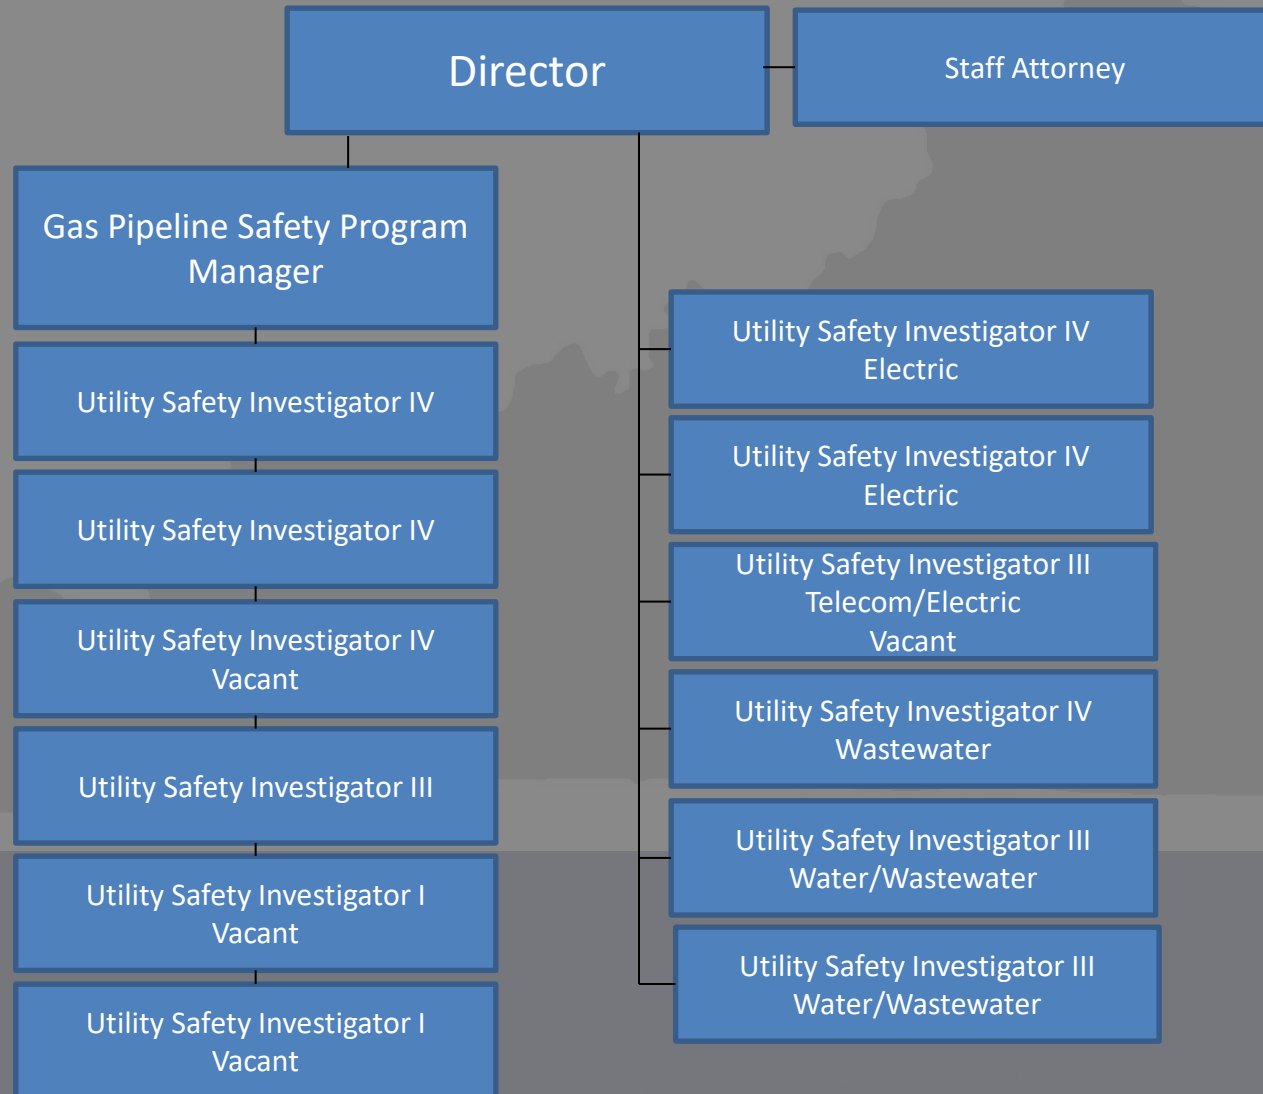 Director
Staff Attorney
Gas Pipeline Safety Program
Manager
Utility Safety Investigator IV
Utility Safety Investigator IV
Utility Safety Investigator IV
Vacant
Utility Safety Investigator III
Utility Safety Investigator I
Vacant
Utility Safety Investigator I
Vacant
Utility Safety Investigator IV
Electric
Utility Safety Investigator IV
Electric
Utility Safety Investigator III
Telecom/Electric
Vacant
Utility Safety Investigator IV
Wastewater
Utility Safety Investigator III
Water/Wastewater
Utility Safety Investigator III
Water/Wastewater